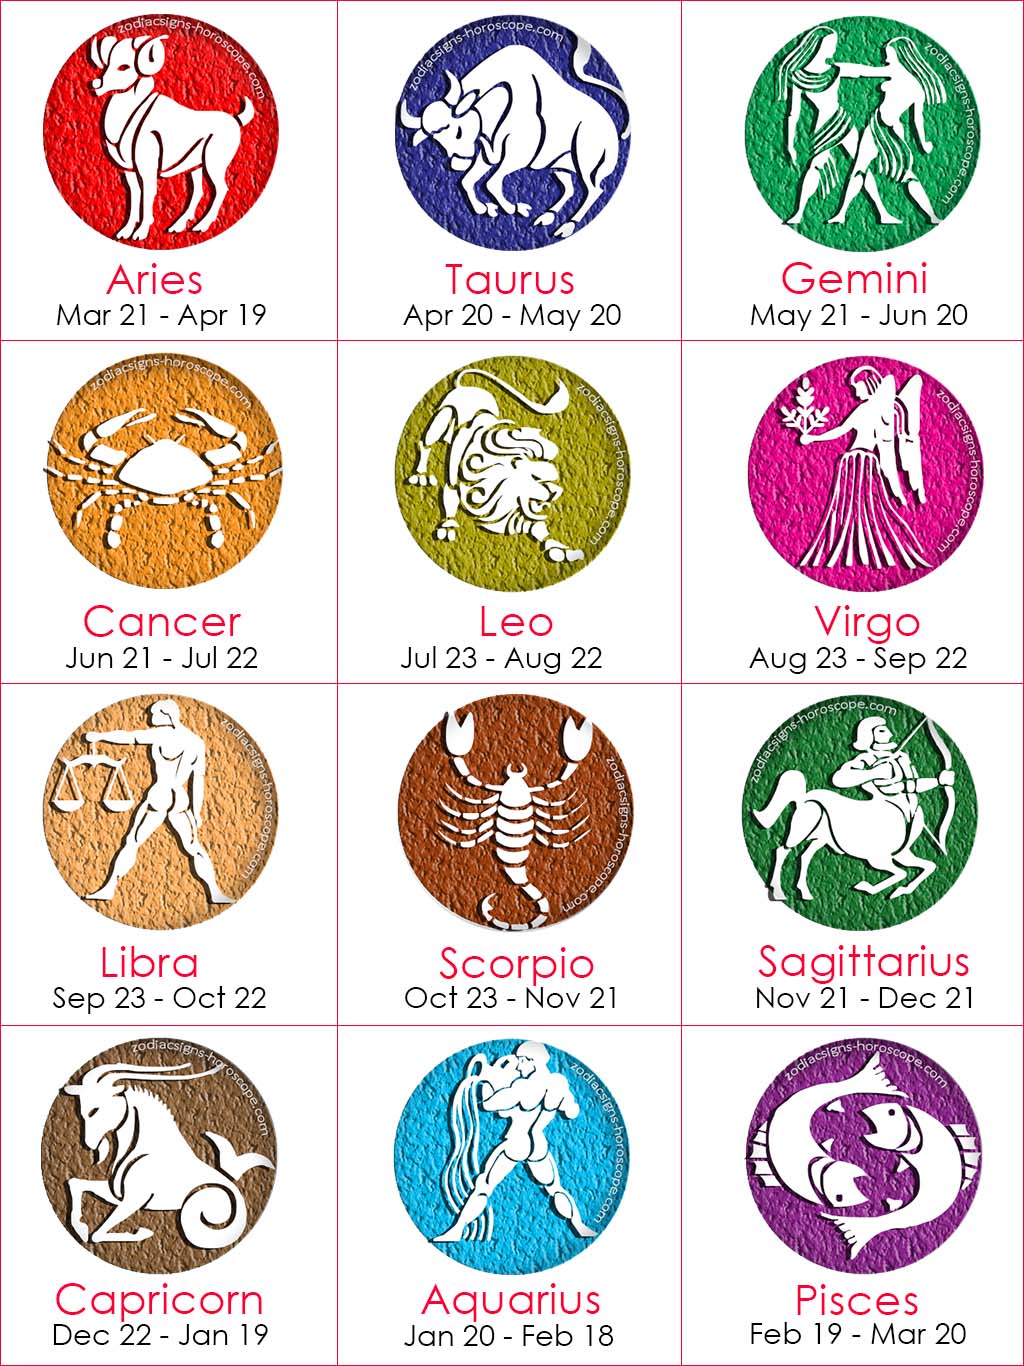 zodiacsigns-horoscope.com
Aries
Mar 21 - Apr 19
zodiacsigns-horoscope.com
Taurus
Apr 20 - May 20
zodiacsigns-horoscope.com
Gemini
May 21 - Jun 20
zodiacsigns-horoscope.com
Cancer
Jun 21 - Jul 22
zodiacsigns-horoscope.com
Leo
Jul 23 - Aug 22
zodiacsigns-horoscope.com
Virgo
Aug 23 - Sep 22
zodiacsigns-horoscope.com
Libra
Sep 23 - Oct 22
zodiacsigns-horoscope.com
Scorpio
Oct 23 - Nov 21
zodiacsigns-horoscope.com
Sagittarius
Nov 21 - Dec 21
zodiacsigns-horoscope.com
Capricorn
Dec 22 - Jan 19
zodiacsigns-horoscope.com
Aquarius
Jan 20 - Feb 18
zodiacsigns-horoscope.com
Pisces
Feb 19 - Mar 20